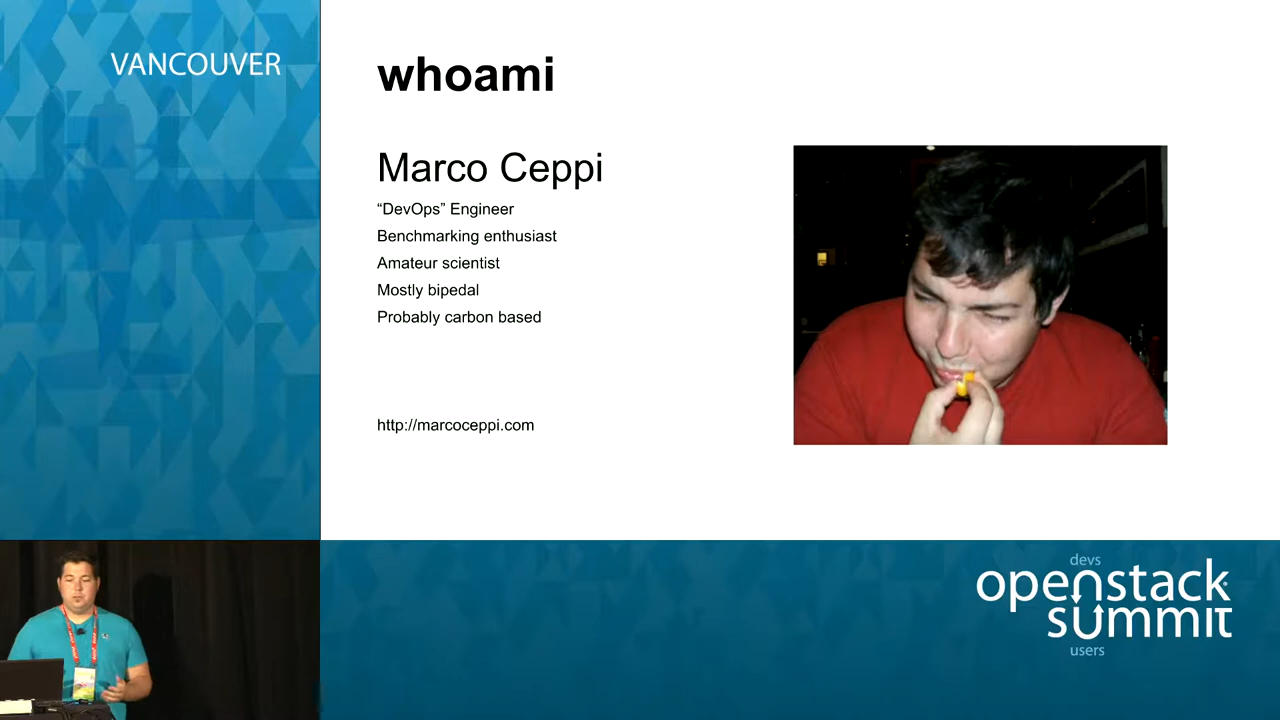 VANCOUVER
whoami
Marco Ceppi
“DevOps” Engineer
Benchmarking enthusiast
Amateur scientist
Mostly bipedal
Probably carbon based
http://marcoceppi.com
devs
openstack
summit
users